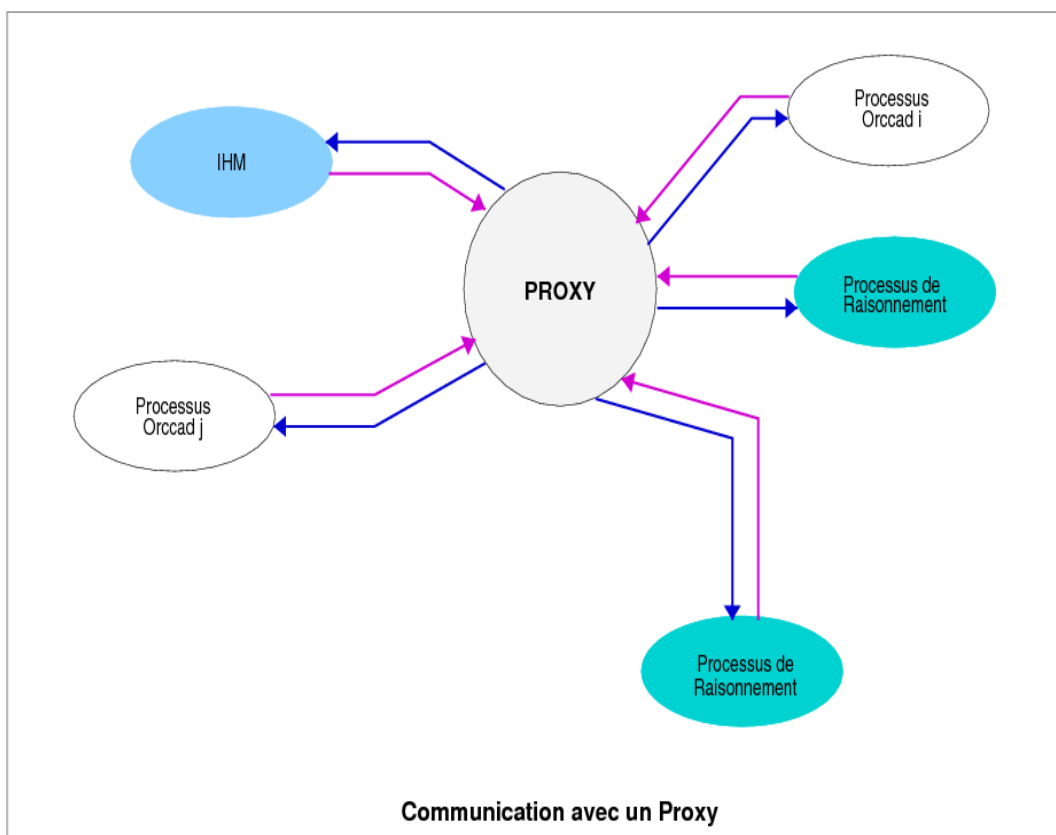 Processus
Orccad i
IHM
PROXY
Processus de
Raisonnement
Processus
Orccad j
Processus de
Raisonnement
Communication avec un Proxy